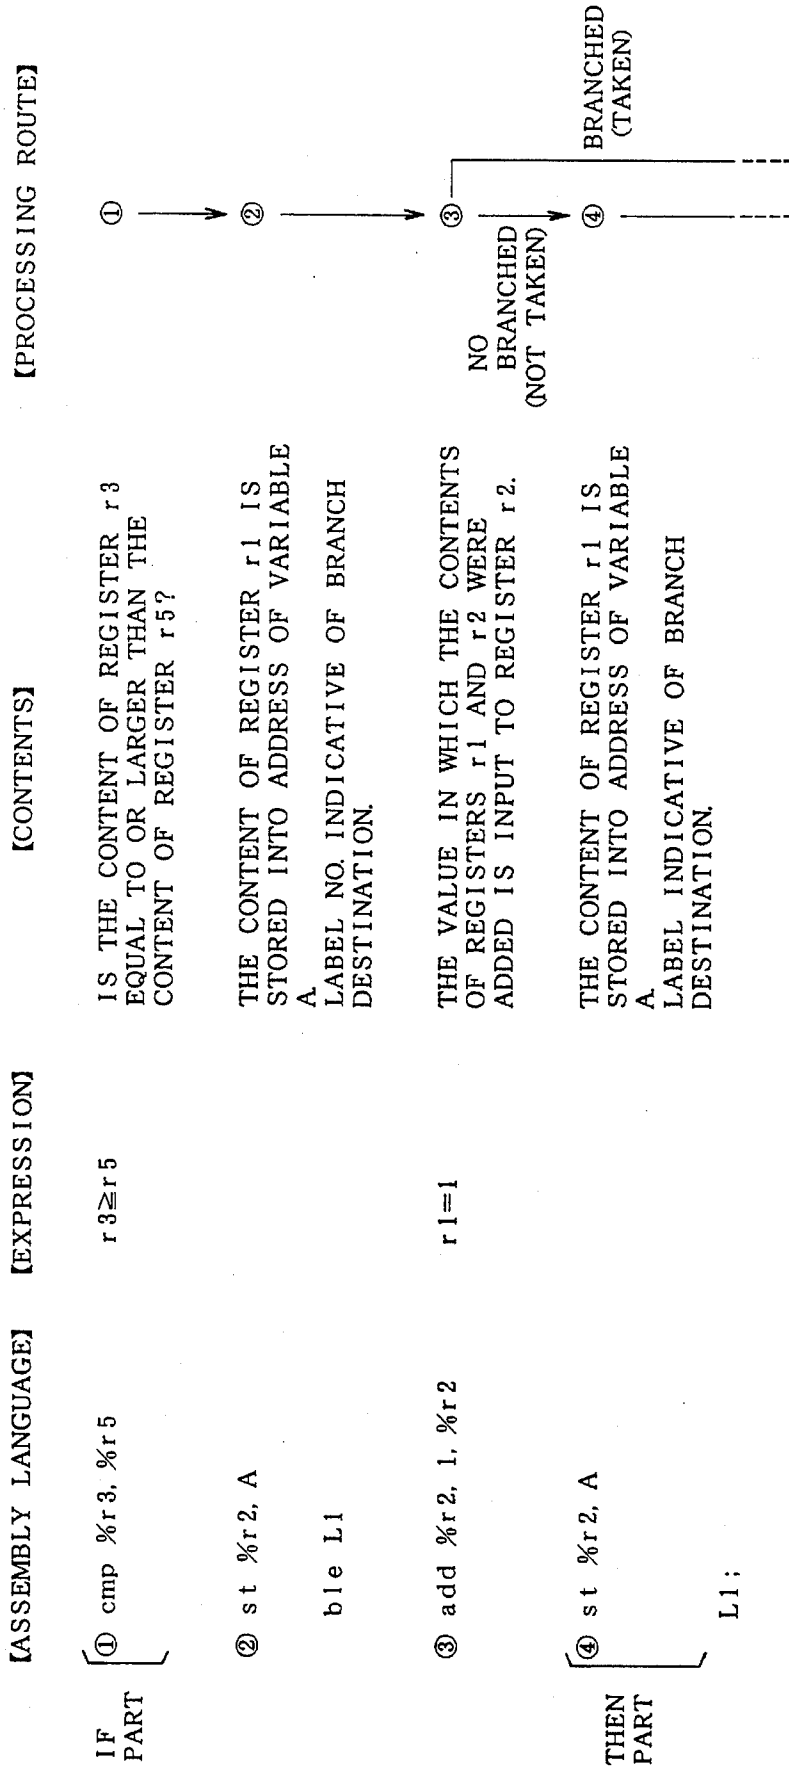 [ASSEMBLY LANGUAGE] [EXPRESSION] [CONTENTS] [PROCESSING ROUTE]
IF
PART
① cmp %r3, %r5
r3≧r5
IS THE CONTENT OF REGISTER r3
EQUAL TO OR LARGER THAN THE
CONTENT OF REGISTER r5?
①
② st %r2, A
ble L1
THE CONTENT OF REGISTER r1 IS
STORED INTO ADDRESS OF VARIABLE
A.
LABEL NO. INDICATIVE OF BRANCH
DESTINATION.
②
③ add %r2, 1, %r2
r1=1
THE VALUE IN WHICH THE CONTENTS
OF REGISTERS r1 AND r2 WERE
ADDED IS INPUT TO REGISTER r2.
③
NO
BRANCHED
(NOT TAKEN)
BRANCHED
(TAKEN)
THEN
PART
④ st %r2, A
L1;
THE CONTENT OF REGISTER r1 IS
STORED INTO ADDRESS OF VARIABLE
A.
LABEL INDICATIVE OF BRANCH
DESTINATION.
④